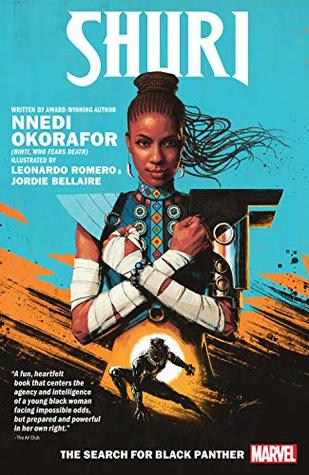 SHURI
WRITTEN BY AWARD-WINNING AUTHOR
NNEDI
OKORAFOR
(BINTI, WHO FEARS DEATH)
ILLUSTRATED BY
LEONARDO ROMERO &
JORDIE BELLAIRE
"A fun, heartfelt
book that centers the
agency and intelligence
of a young black woman
facing impossible odds,
but prepared and powerful
in her own right."
- The AV Club
THE SEARCH FOR BLACK PANTHER
MARVEL